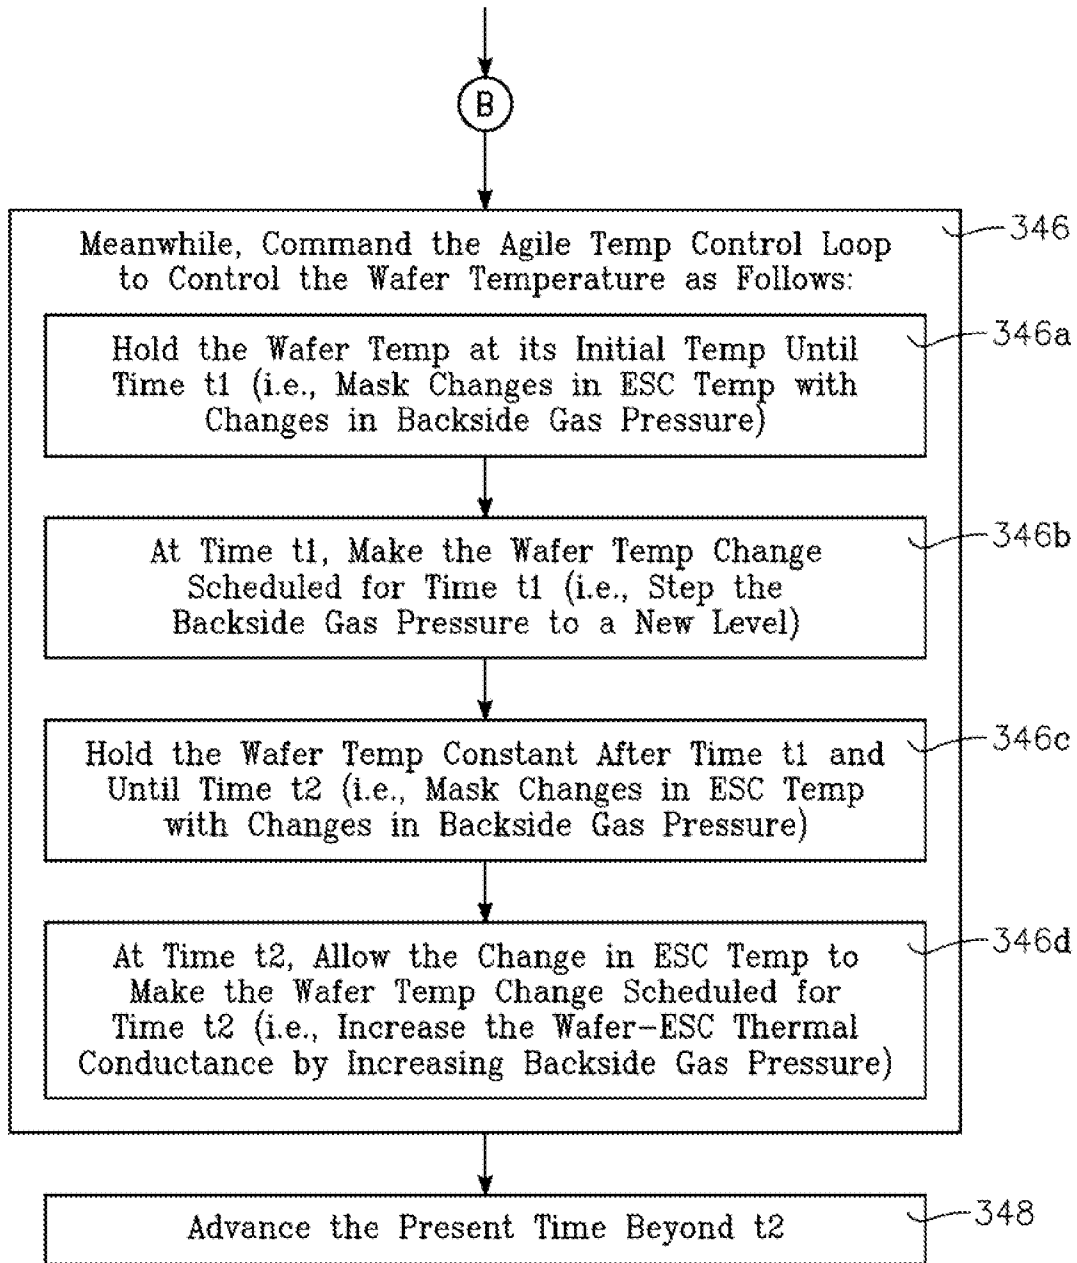 B
346
Meanwhile, Command the Agile Temp Control Loop
to Control the Wafer Temperature as Follows:
346a
Hold the Wafer Temp at its Initial Temp Until
Time t1 (i.e., Mask Changes in ESC Temp with
Changes in Backside Gas Pressure)
346b
At Time t1, Make the Wafer Temp Change
Scheduled for Time t1 (i.e., Step the
Backside Gas Pressure to a New Level)
346c
Hold the Wafer Temp Constant After Time t1 and
Until Time t2 (i.e., Mask Changes in ESC Temp
with Changes in Backside Gas Pressure)
346d
At Time t2, Allow the Change in ESC Temp to
Make the Wafer Temp Change Scheduled for
Time t2 (i.e., Increase the Wafer-ESC Thermal
Conductance by Increasing Backside Gas Pressure)
348
Advance the Present Time Beyond t2